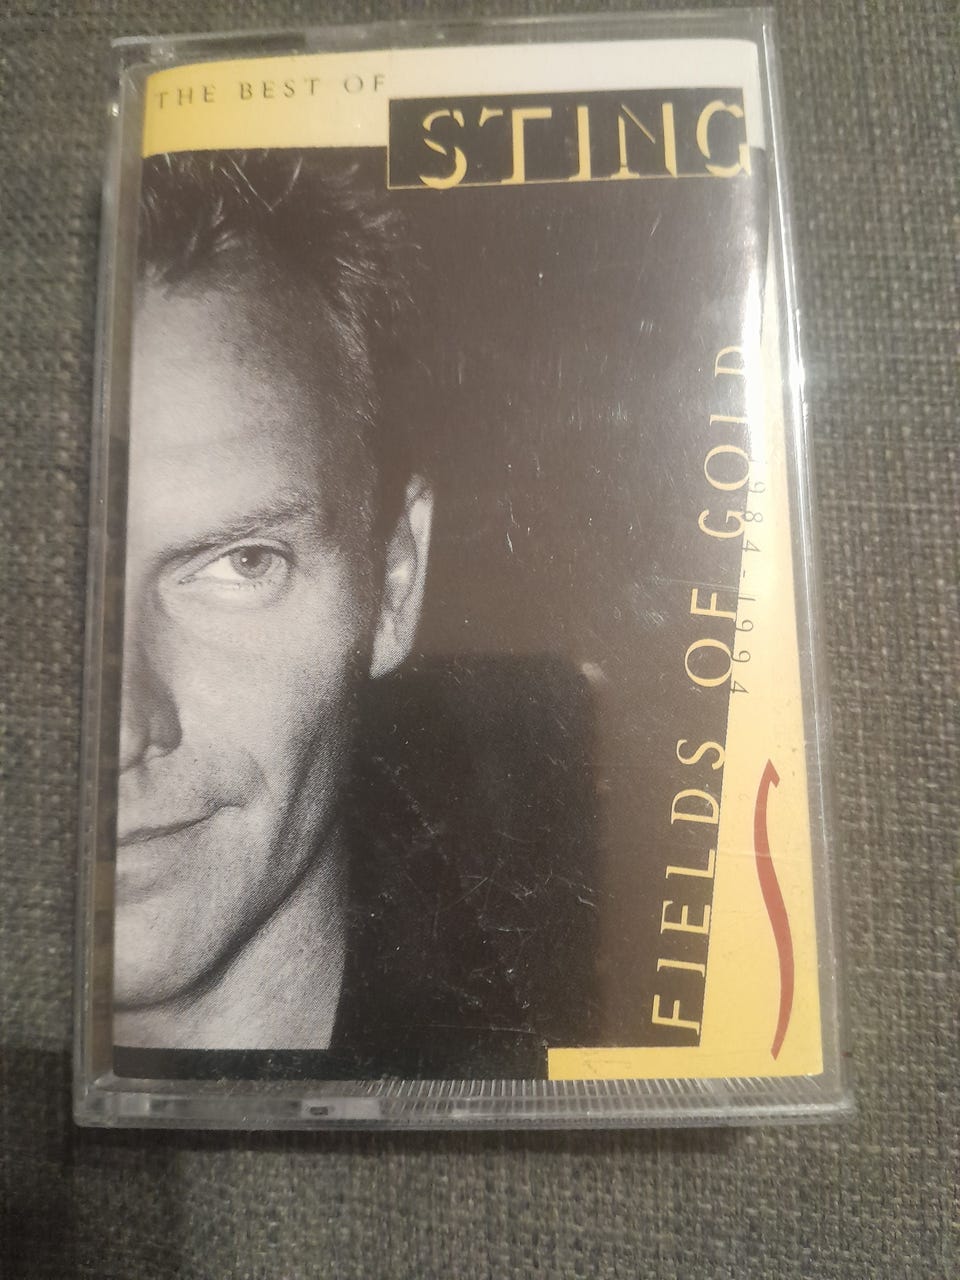 THE BEST OF
STING
FIELDS OF GOLD
1984-1994